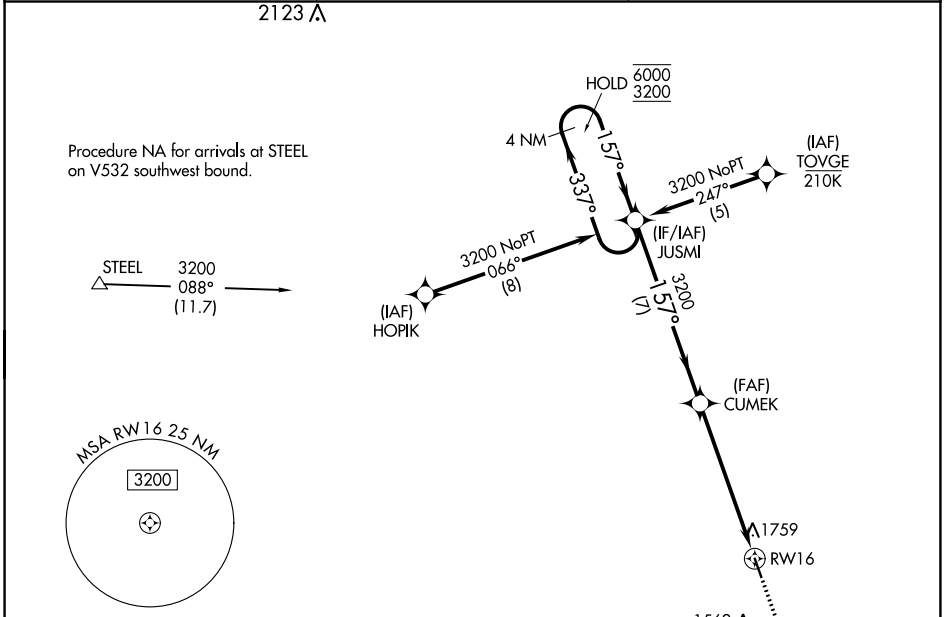 2123
HOLD 6000
3200
4 NM
157°
337°
Procedure NA for arrivals at STEEL
on V532 southwest bound.
(IAF)
TOVGE
210K
3200 NoPT
247°
(5)
(IF/IAF)
JUSMI
3200 NoPT
066°
(8)
STEEL
3200
088°
(11.7)
(IAF)
HOPIK
3200
157°
(7)
(FAF)
CUMEK
MSA RW16 25 NM
3200
1759
RW16